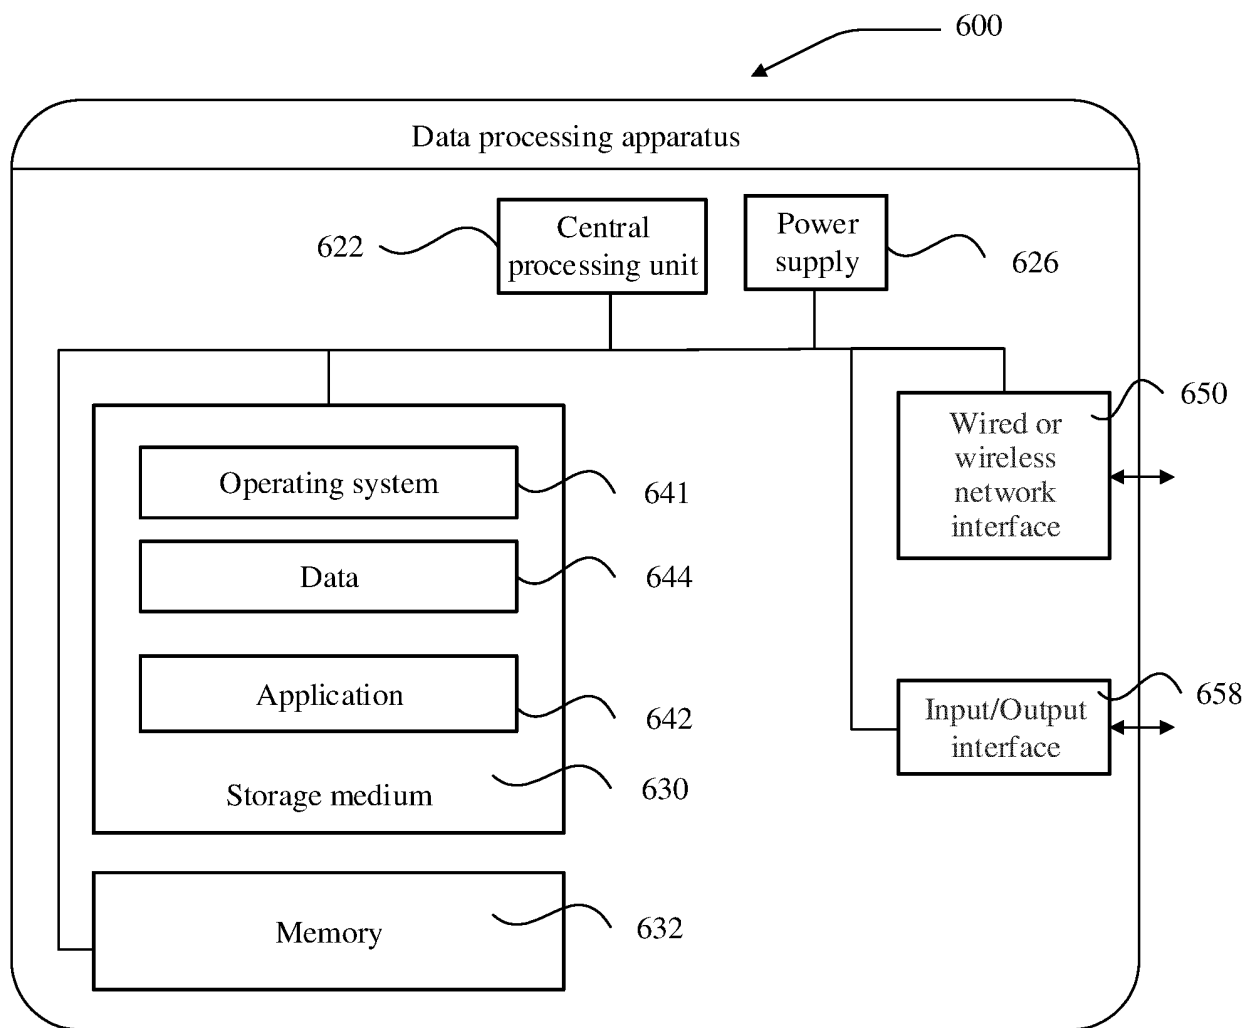 600
Data processing apparatus
622
Central
processing unit
Power
supply
626
650
Wired or
wireless
network
interface
Operating system
641
Data
644
Application
642
Storage medium
630
658
Input/Output
interface
Memory
632